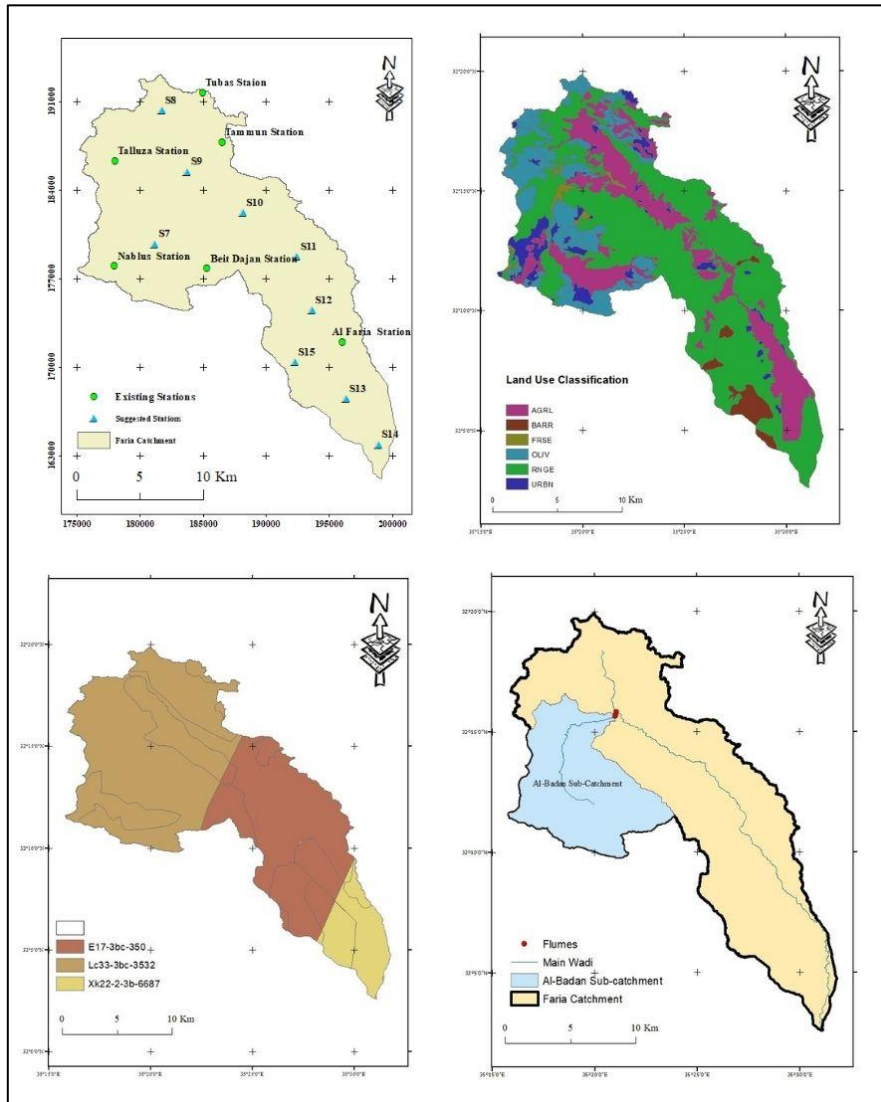 N
Tubas Staion
191000
S8
Tammun Station
Talluza Station
S9
184000
S10
S7
S11
Nablus Station
Beit Dajan Station
177000
S12
Al Faria Station
S15
170000
Existing Stations
S13
Suggested Stations
S14
Faria Catchment
163000
0 5 10 Km
175000 180000 185000 190000 195000 200000
N
Land Use Classification
AGRL
BARR
FRSE
OLIV
RNGE
URBN
0 5 10 Km
N
E17-3bc-350
Lc33-3bc-3532
Xk22-2-3b-6687
0 5 10 Km
N
Al-Badan Sub-Catchment
Flumes
Main Wadi
Al-Badan Sub-catchment
Faria Catchment
0 5 10 Km